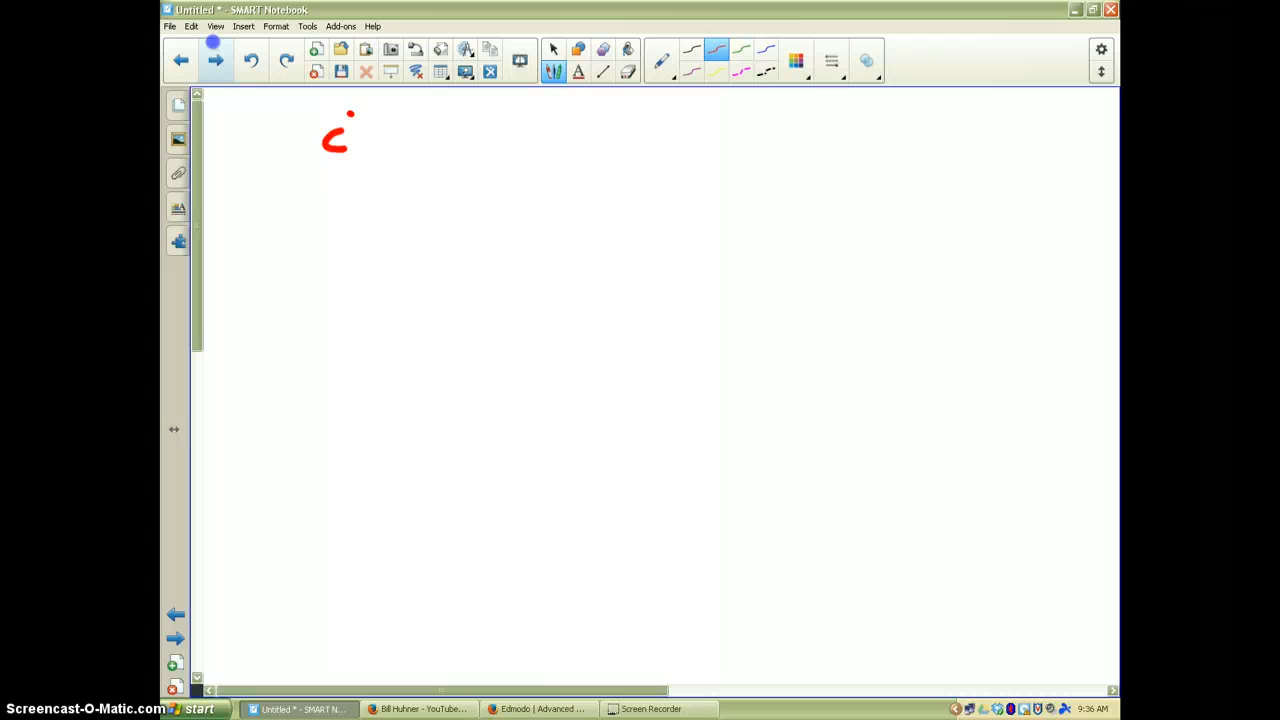 Untitled * - SMART Notebook
File Edit View Insert Format Tools Add-ons Help
c
Screencast-O-Matic.com
start
Untitled * - SMART N...
Bill Huhner - YouTube...
Edmodo | Advanced ...
Screen Recorder
9:36 AM